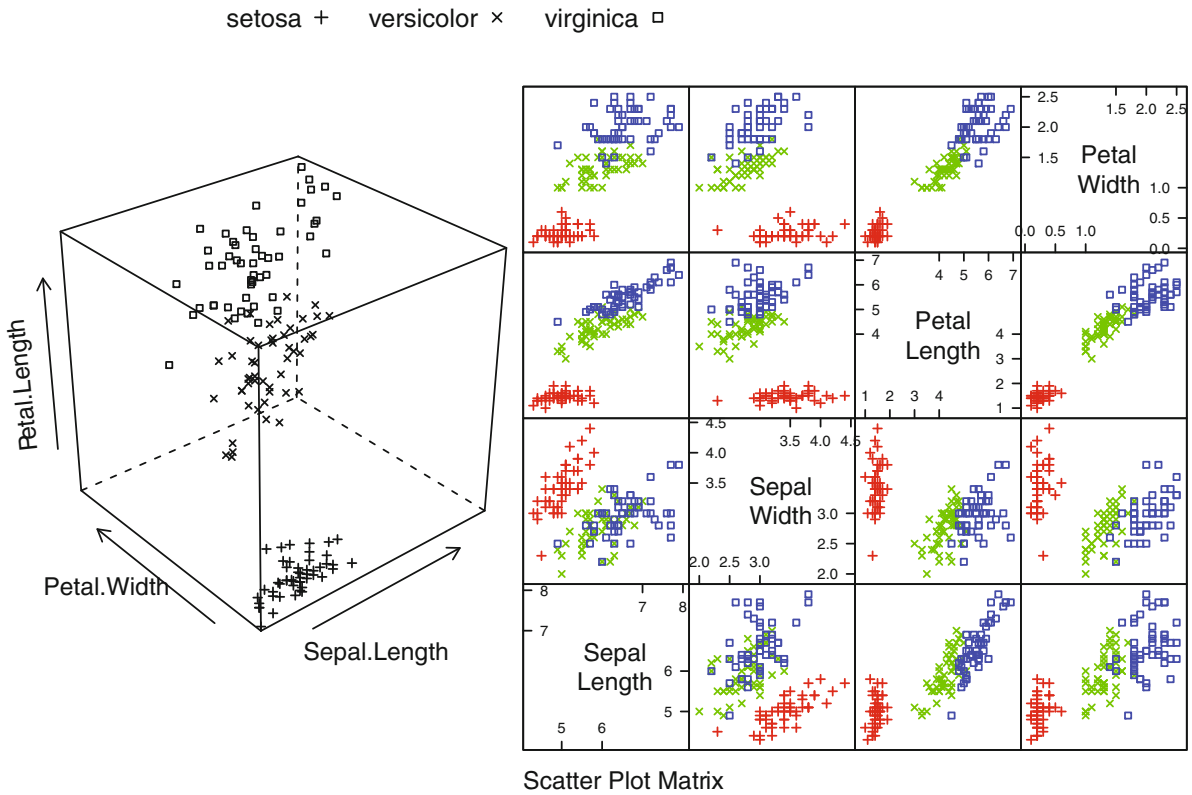 setosa + versicolor × virginica □
Petal.Length
Petal.Width
Sepal.Length
2.5
2.0
1.5
1.0
0.5
0.0
1.5 2.0 2.5
Petal
Width
0.0 0.5 1.0
7
6
5
4
4 5 6 7
Petal
Length
4
3
2
1
1 2 3 4
4.5
4.0
3.5
3.5 4.0 4.5
Sepal
Width
3.0
2.5
2.0
2.0 2.5 3.0
8
7
7 8
Sepal
Length
6
5
5 6
Scatter Plot Matrix